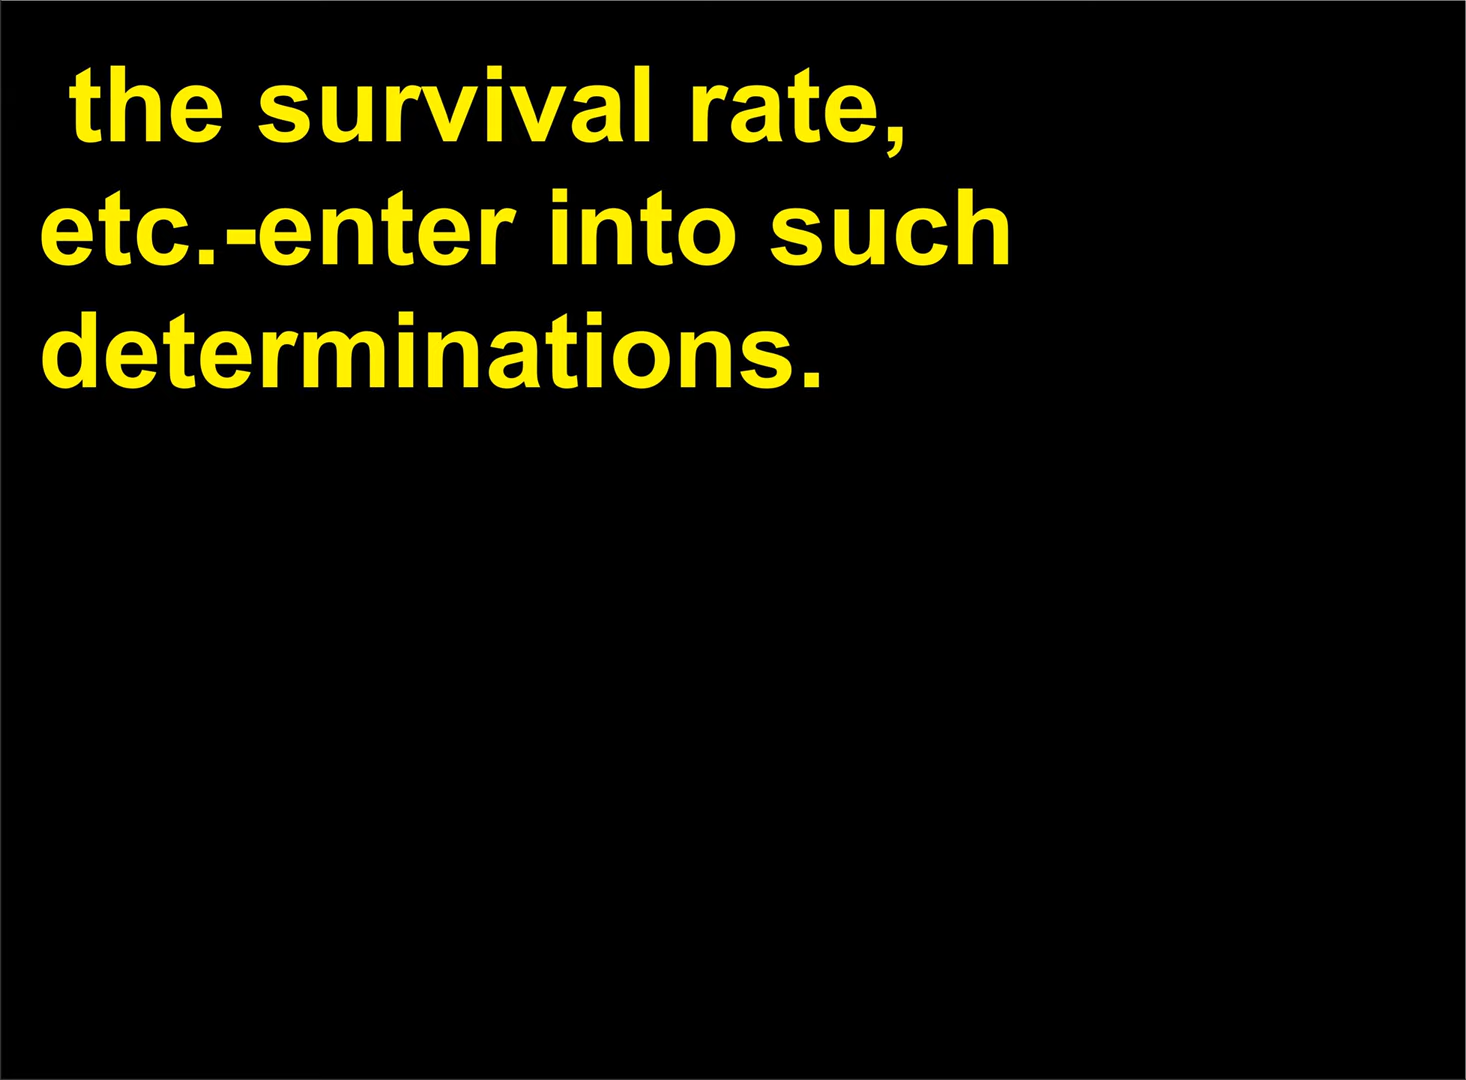 the survival rate,
etc.-enter into such
determinations.